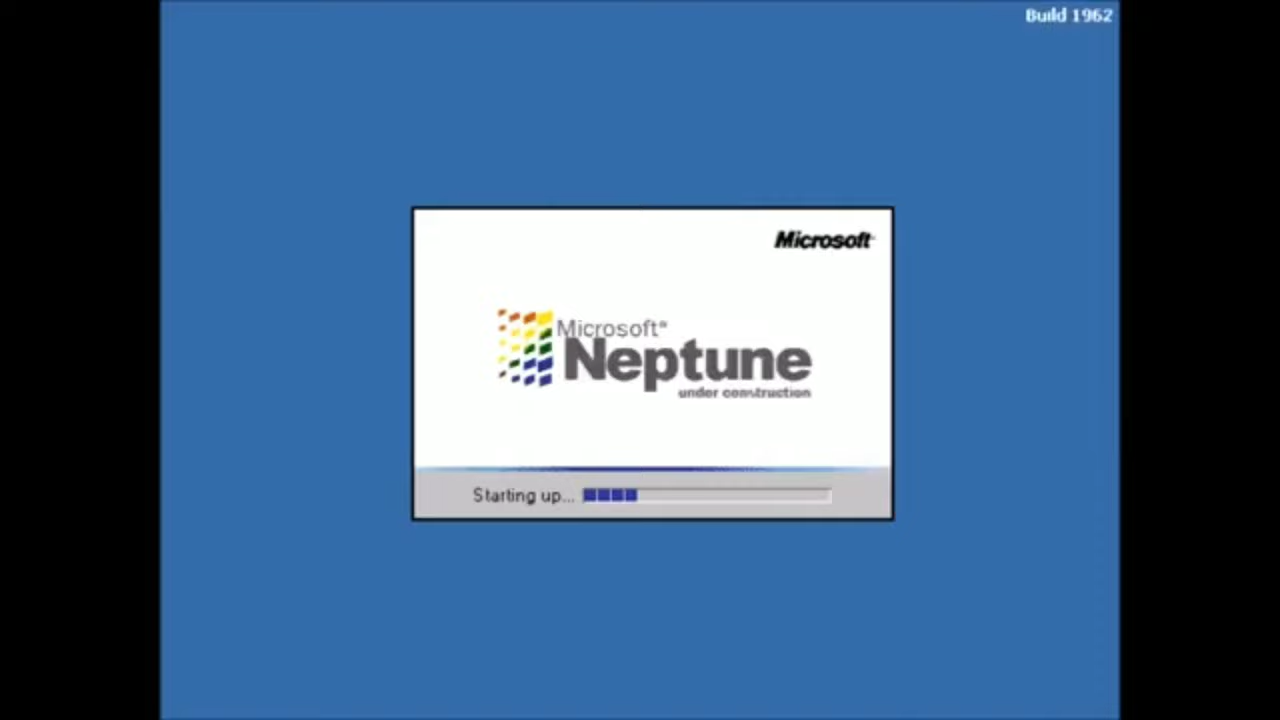 Build 1962
Microsoft
Microsoft®
Neptune
under construction
Starting up...